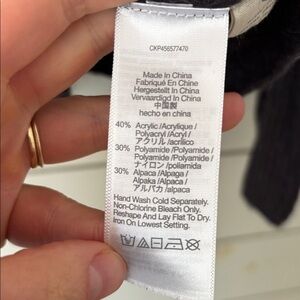 CKP456577470
Made In China
Fabriqué En Chine
Hergestellt In China
Vervaardigd In China
中国製
hecho en china
40% Acrylic /Acrylique /
Polyacryl /Acryl /
アクリル /acrílico
30% Polyamide /Polyamide /
Polyamide /Polyamide /
ナイロン /poliamida
30% Alpaca /Alpaga /
Alpaka /Alpaca /
アルパカ /alpaca
Hand Wash Cold Separately.
Non-Chlorine Bleach Only.
Reshape And Lay Flat To Dry.
Iron On Lowest Setting.